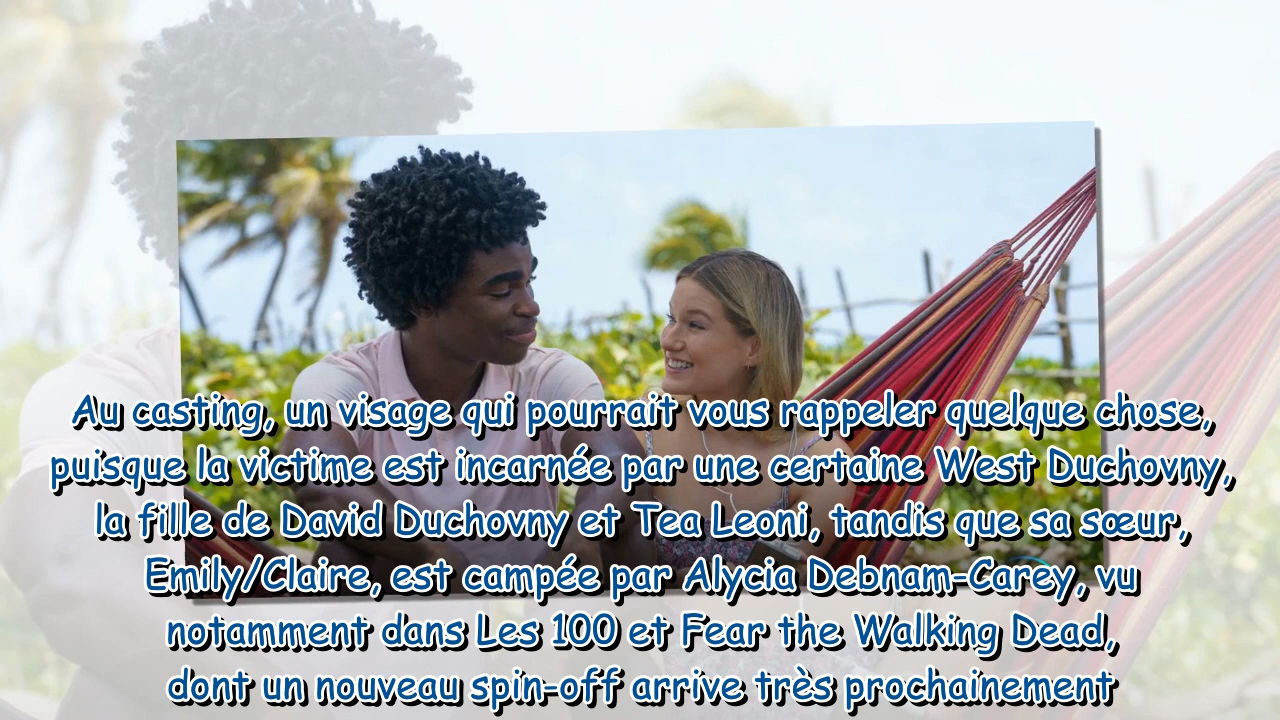 Au casting, un visage qui pourrait vous rappeler quelque chose,
puisque la victime est incarnée par une certaine West Duchovny,
la fille de David Duchovny et Tea Leoni, tandis que sa sœur,
Emily/Claire, est campée par Alycia Debnam-Carey, vu
notamment dans Les 100 et Fear the Walking Dead,
dont un nouveau spin-off arrive très prochainement